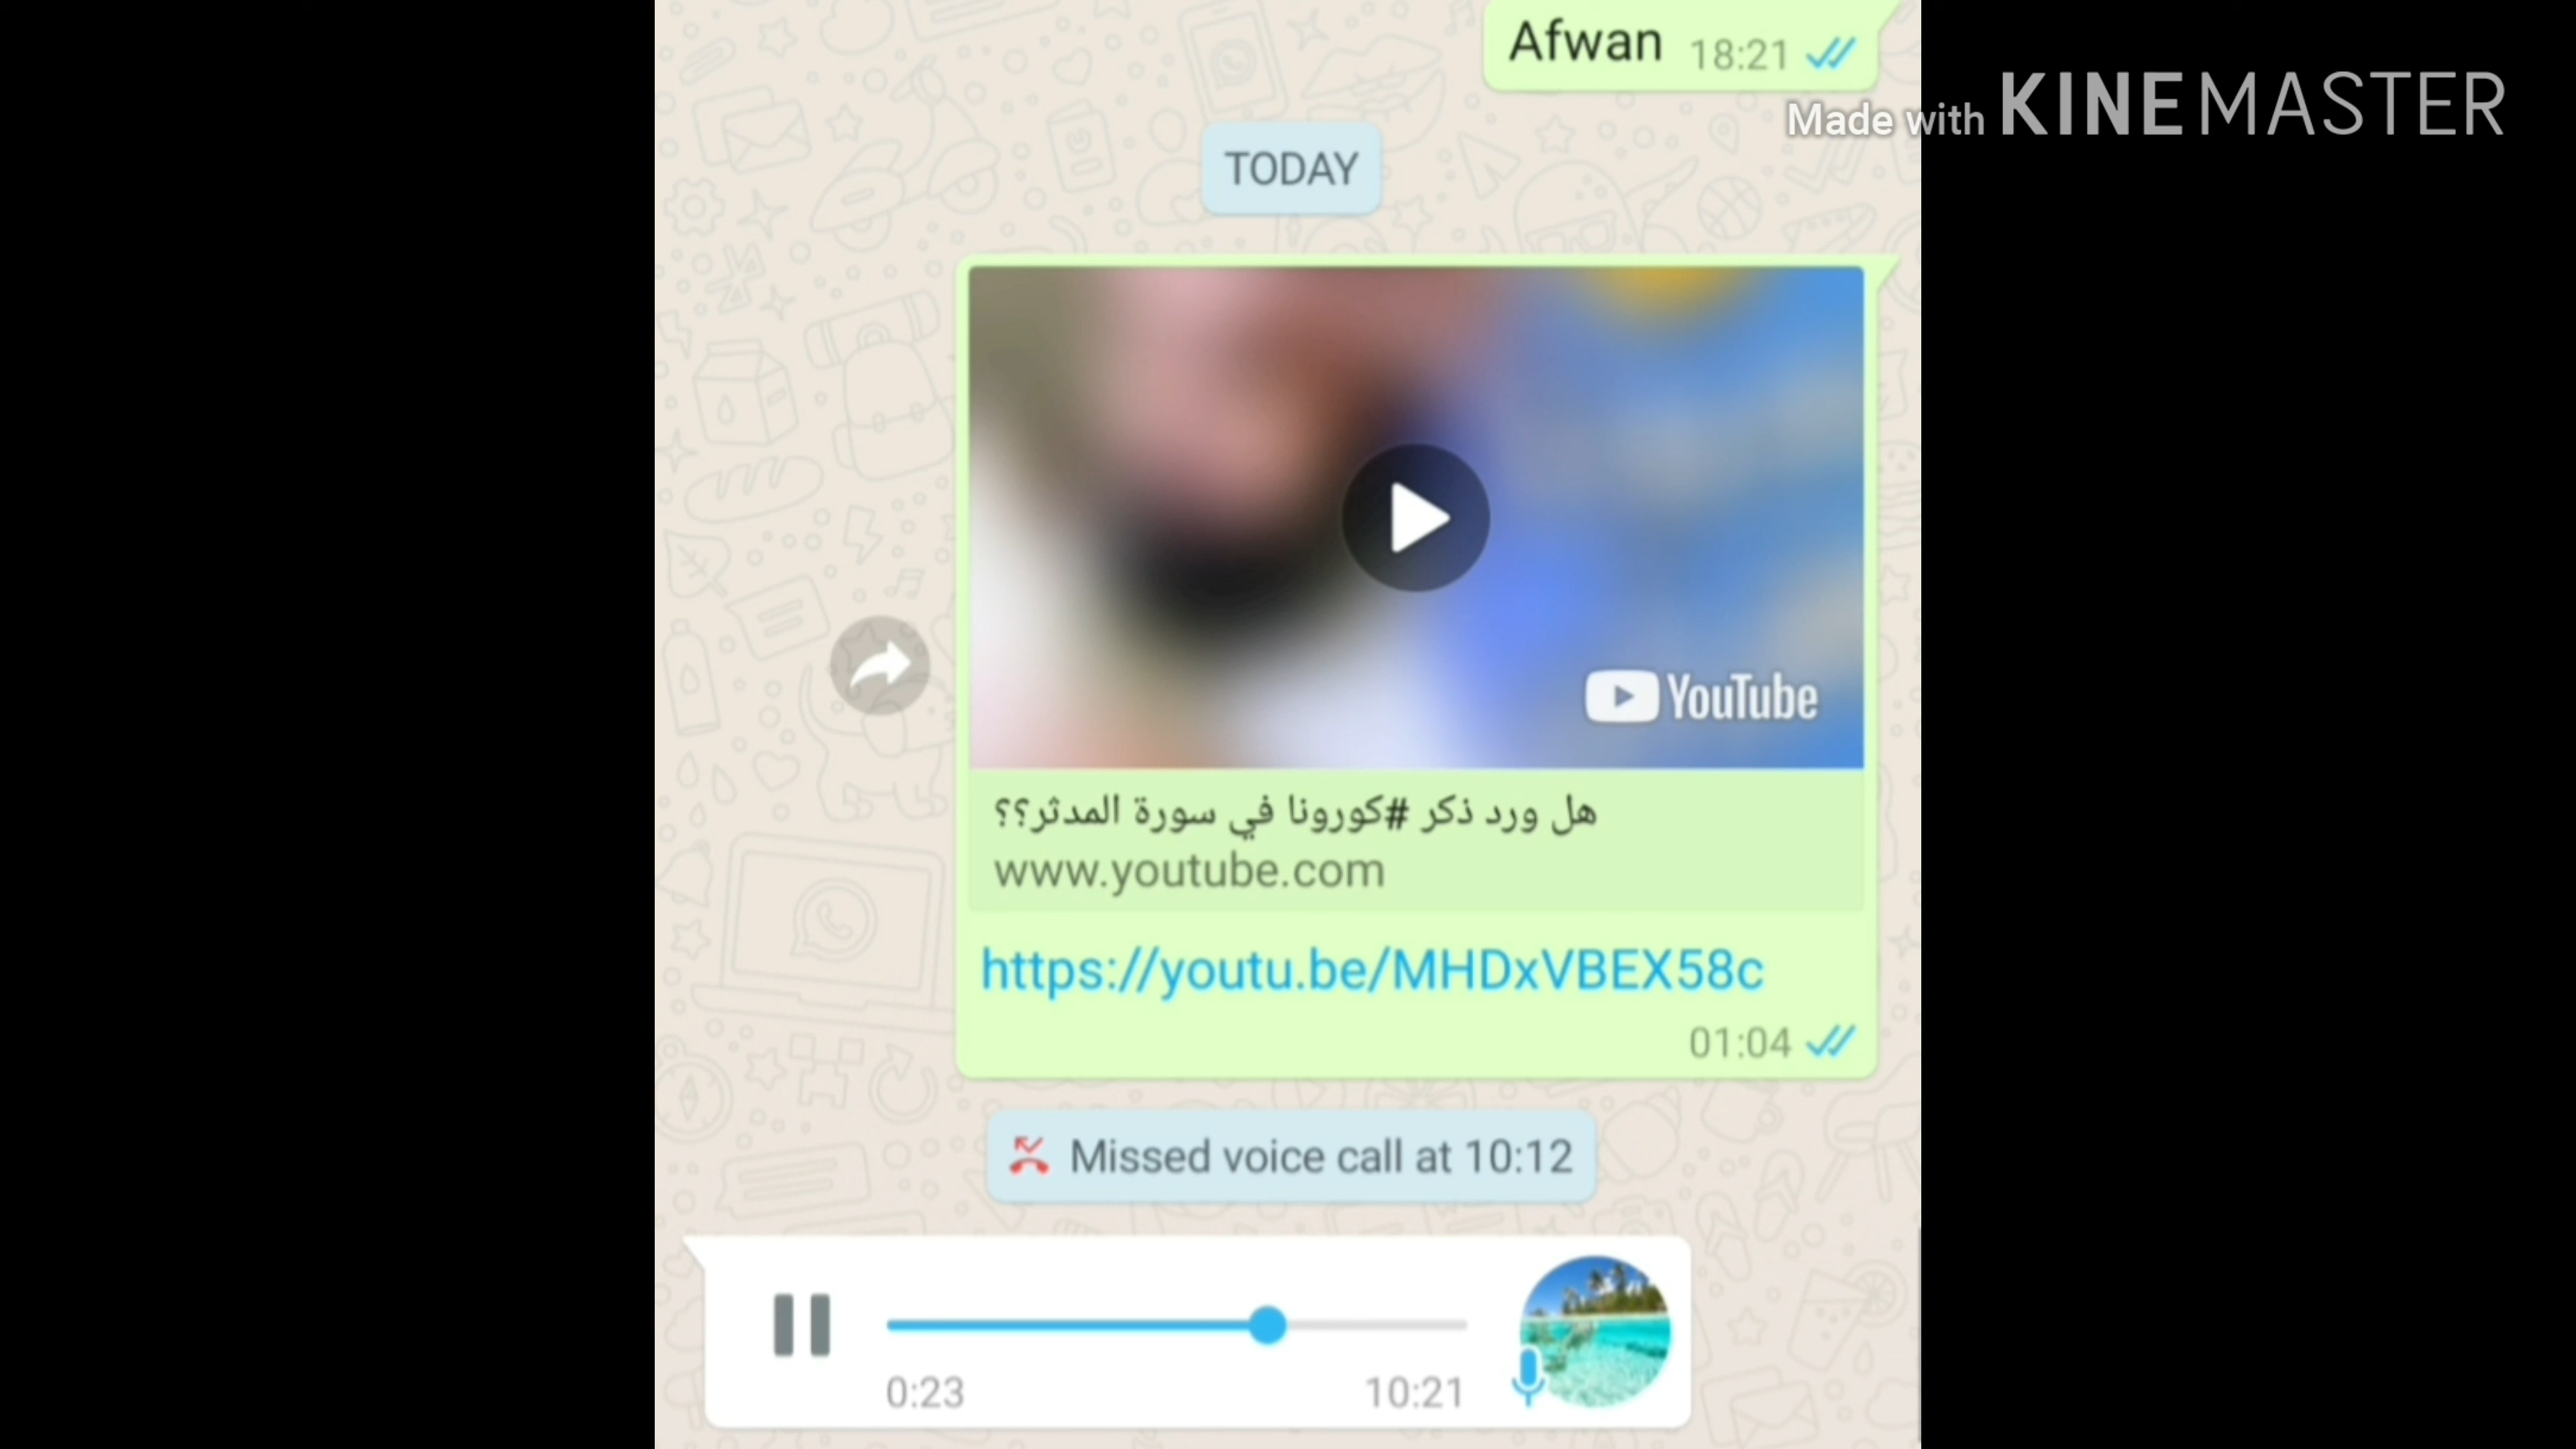 Afwan 18:21
Made with KINEMASTER
TODAY
YouTube
هل ورد ذكر #كورونا في سورة المدثر؟؟
www.youtube.com
https://youtu.be/MHDxVBEX58c
01:04
Missed voice call at 10:12
0:23 10:21